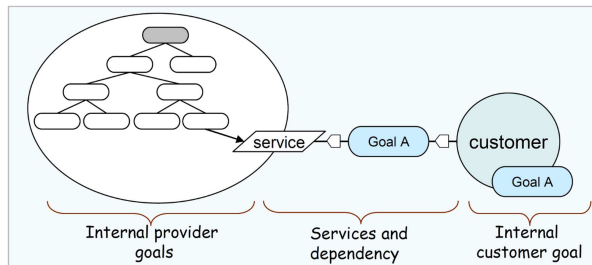 service
Goal A
customer
Goal A
Internal provider
goals
Services and
dependency
Internal
customer goal